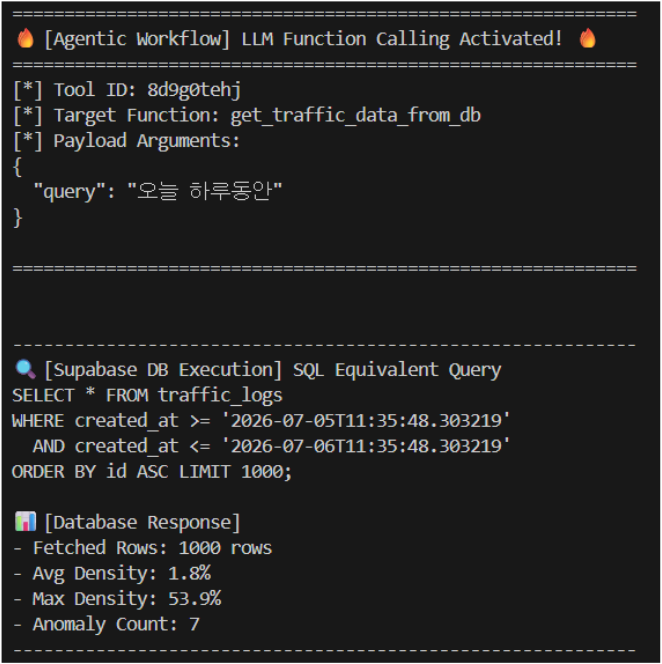 ============================================================
🔥 [Agentic Workflow] LLM Function Calling Activated! 🔥
============================================================
[*] Tool ID: 8d9g0tehj
[*] Target Function: get_traffic_data_from_db
[*] Payload Arguments:
{
  "query": "오늘 하루동안"
}

============================================================


------------------------------------------------------------
🔍 [Supabase DB Execution] SQL Equivalent Query
SELECT * FROM traffic_logs
WHERE created_at >= '2026-07-05T11:35:48.303219'
  AND created_at <= '2026-07-06T11:35:48.303219'
ORDER BY id ASC LIMIT 1000;

📊 [Database Response]
- Fetched Rows: 1000 rows
- Avg Density: 1.8%
- Max Density: 53.9%
- Anomaly Count: 7
------------------------------------------------------------